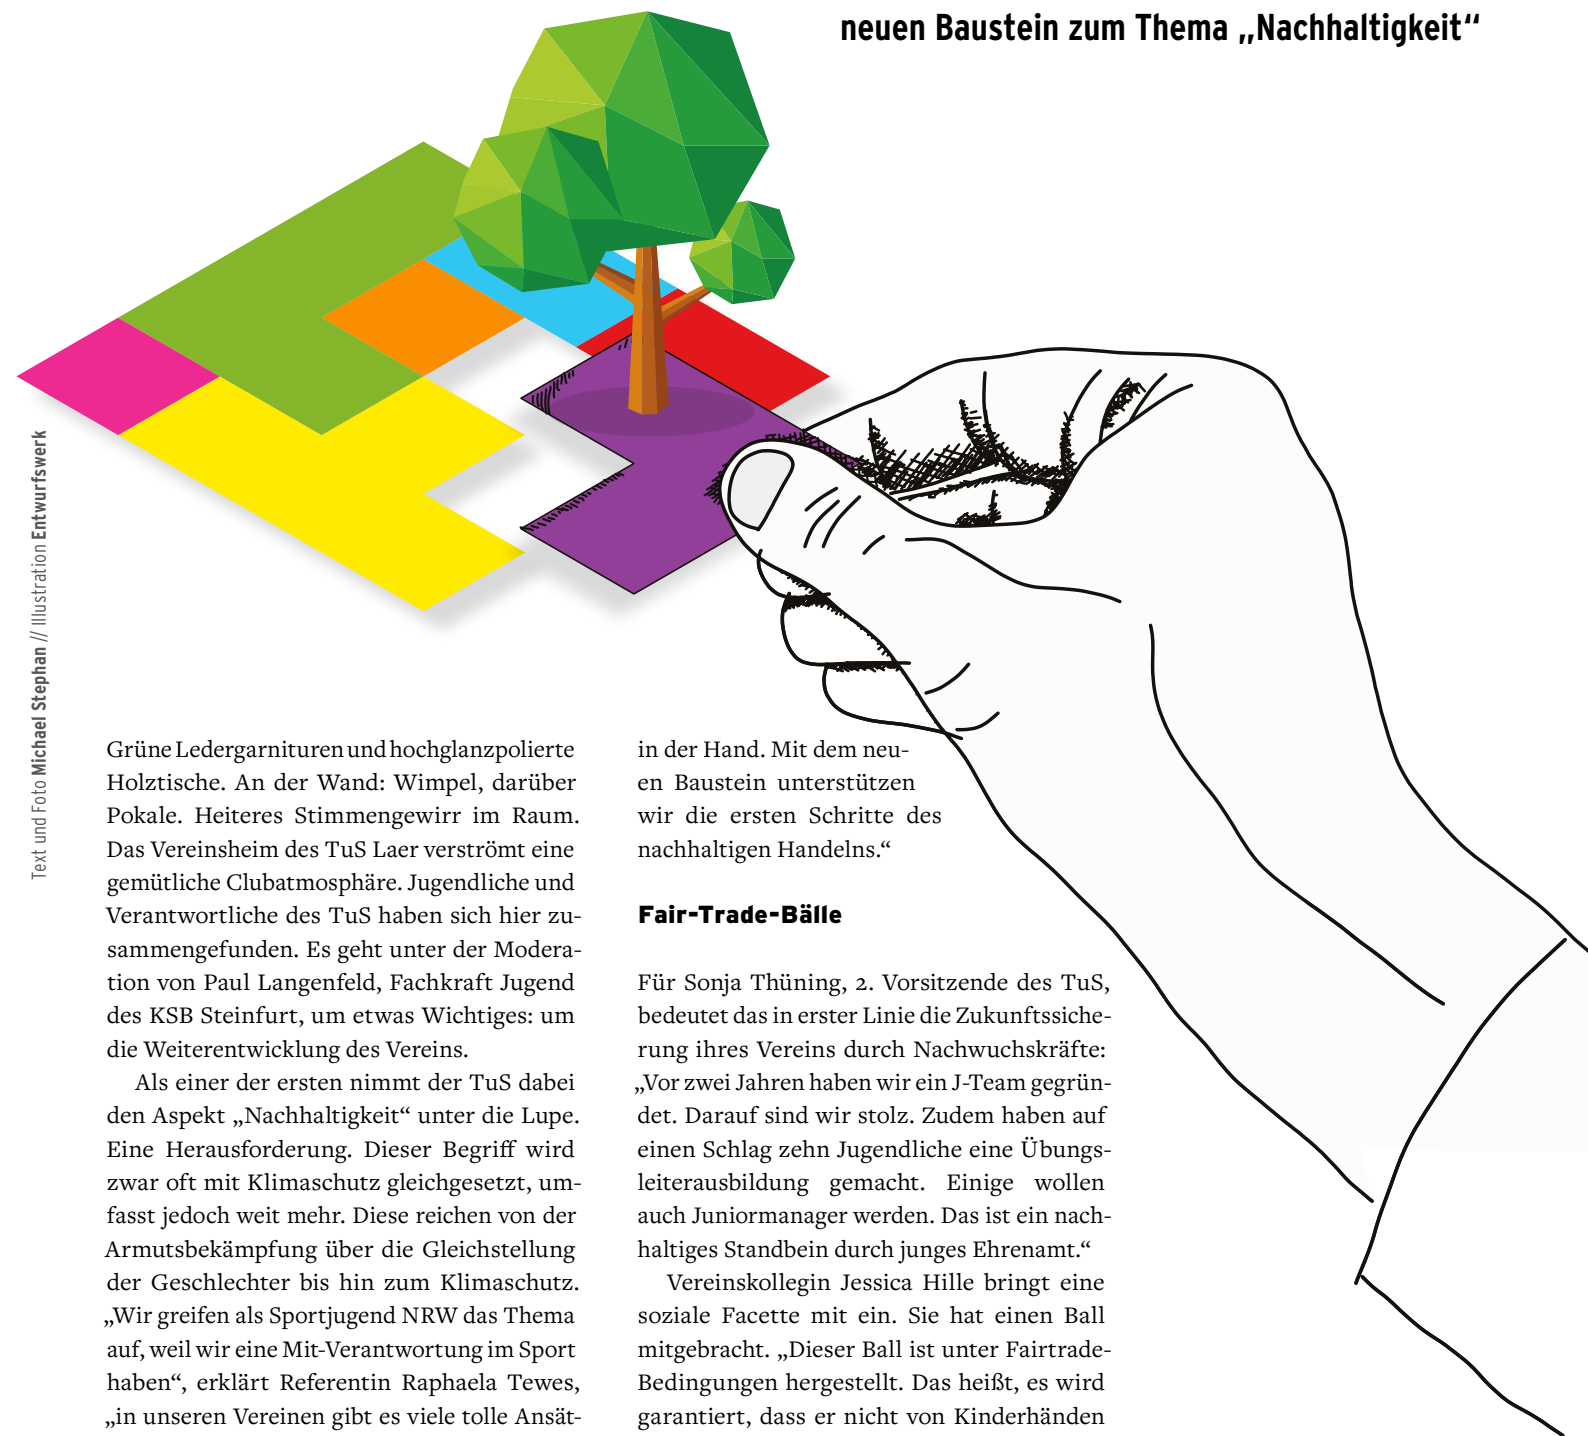 neuen Baustein zum Thema „Nachhaltigkeit“
Text und Foto Michael Stephan // Illustration Entwurfswerk
Grüne Ledergarnituren und hochglanzpolierte
Holztische. An der Wand: Wimpel, darüber
Pokale. Heiteres Stimmengewirr im Raum.
Das Vereinsheim des TuS Laer verströmt eine
gemütliche Clubatmosphäre. Jugendliche und
Verantwortliche des TuS haben sich hier zu-
sammengefunden. Es geht unter der Modera-
tion von Paul Langenfeld, Fachkraft Jugend
des KSB Steinfurt, um etwas Wichtiges: um
die Weiterentwicklung des Vereins.
Als einer der ersten nimmt der TuS dabei
den Aspekt „Nachhaltigkeit“ unter die Lupe.
Eine Herausforderung. Dieser Begriff wird
zwar oft mit Klimaschutz gleichgesetzt, um-
fasst jedoch weit mehr. Diese reichen von der
Armutsbekämpfung über die Gleichstellung
der Geschlechter bis hin zum Klimaschutz.
„Wir greifen als Sportjugend NRW das Thema
auf, weil wir eine Mit-Verantwortung im Sport
haben“, erklärt Referentin Raphaela Tewes,
„in unseren Vereinen gibt es viele tolle Ansät-
in der Hand. Mit dem neu-
en Baustein unterstützen
wir die ersten Schritte des
nachhaltigen Handelns.“
Fair-Trade-Bälle
Für Sonja Thüning, 2. Vorsitzende des TuS,
bedeutet das in erster Linie die Zukunftssiche-
rung ihres Vereins durch Nachwuchskräfte:
„Vor zwei Jahren haben wir ein J-Team gegrün-
det. Darauf sind wir stolz. Zudem haben auf
einen Schlag zehn Jugendliche eine Übungs-
leiterausbildung gemacht. Einige wollen
auch Juniormanager werden. Das ist ein nach-
haltiges Standbein durch junges Ehrenamt.“
Vereinskollegin Jessica Hille bringt eine
soziale Facette mit ein. Sie hat einen Ball
mitgebracht. „Dieser Ball ist unter Fairtrade-
Bedingungen hergestellt. Das heißt, es wird
garantiert, dass er nicht von Kinderhänden